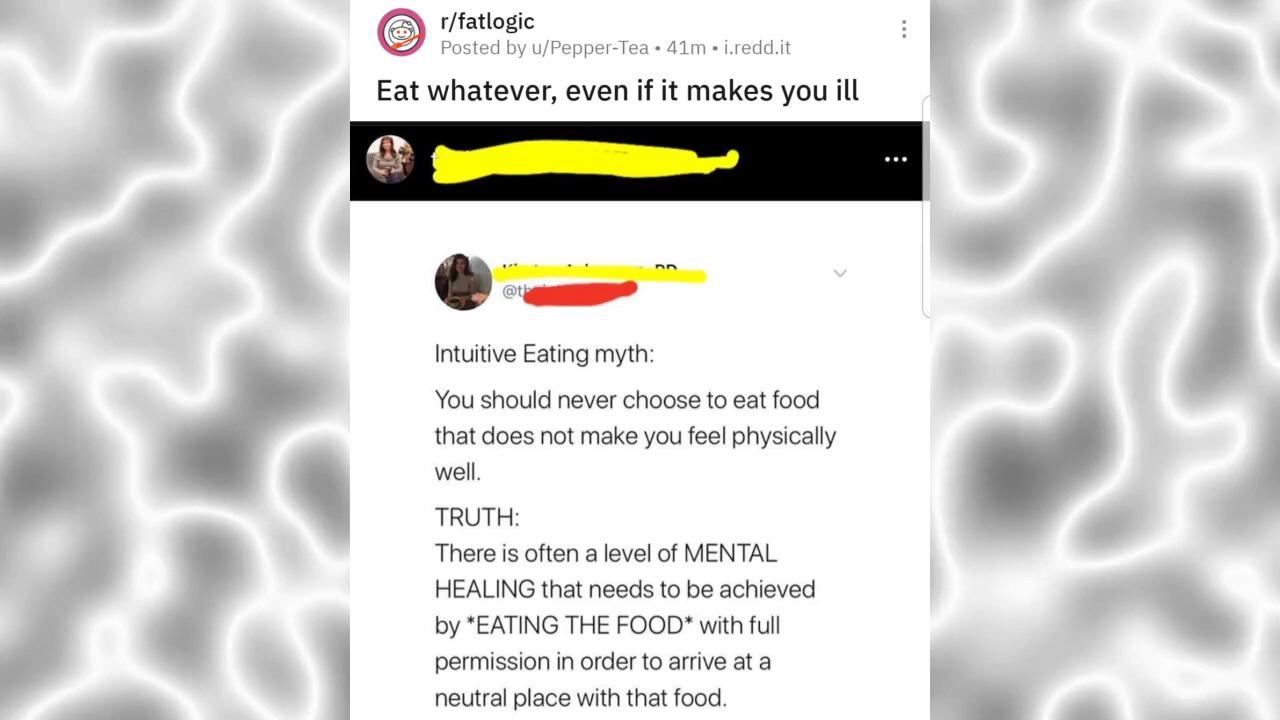 r/fatlogic
Posted by u/Pepper-Tea • 41m • i.redd.it
Eat whatever, even if it makes you ill
@th
Intuitive Eating myth:
You should never choose to eat food
that does not make you feel physically
well.
TRUTH:
There is often a level of MENTAL
HEALING that needs to be achieved
by *EATING THE FOOD* with full
permission in order to arrive at a
neutral place with that food.